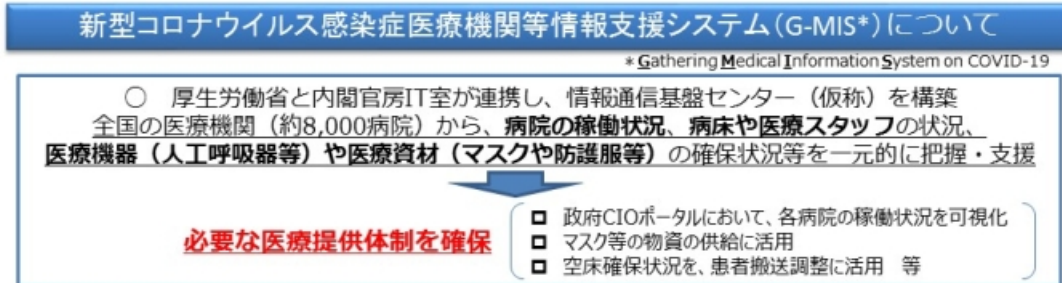 新型コロナウイルス感染症医療機関等情報支援システム(G-MIS*)について
* Gathering Medical Information System on COVID-19
○ 厚生労働省と内閣官房IT室が連携し、情報通信基盤センター(仮称)を構築
全国の医療機関(約8,000病院)から、病院の稼働状況、病床や医療スタッフの状況、
医療機器(人工呼吸器等)や医療資材(マスクや防護服等)の確保状況等を一元的に把握・支援
必要な医療提供体制を確保
政府CIOポータルにおいて、各病院の稼働状況を可視化
マスク等の物資の供給に活用
空床確保状況を、患者搬送調整に活用 等